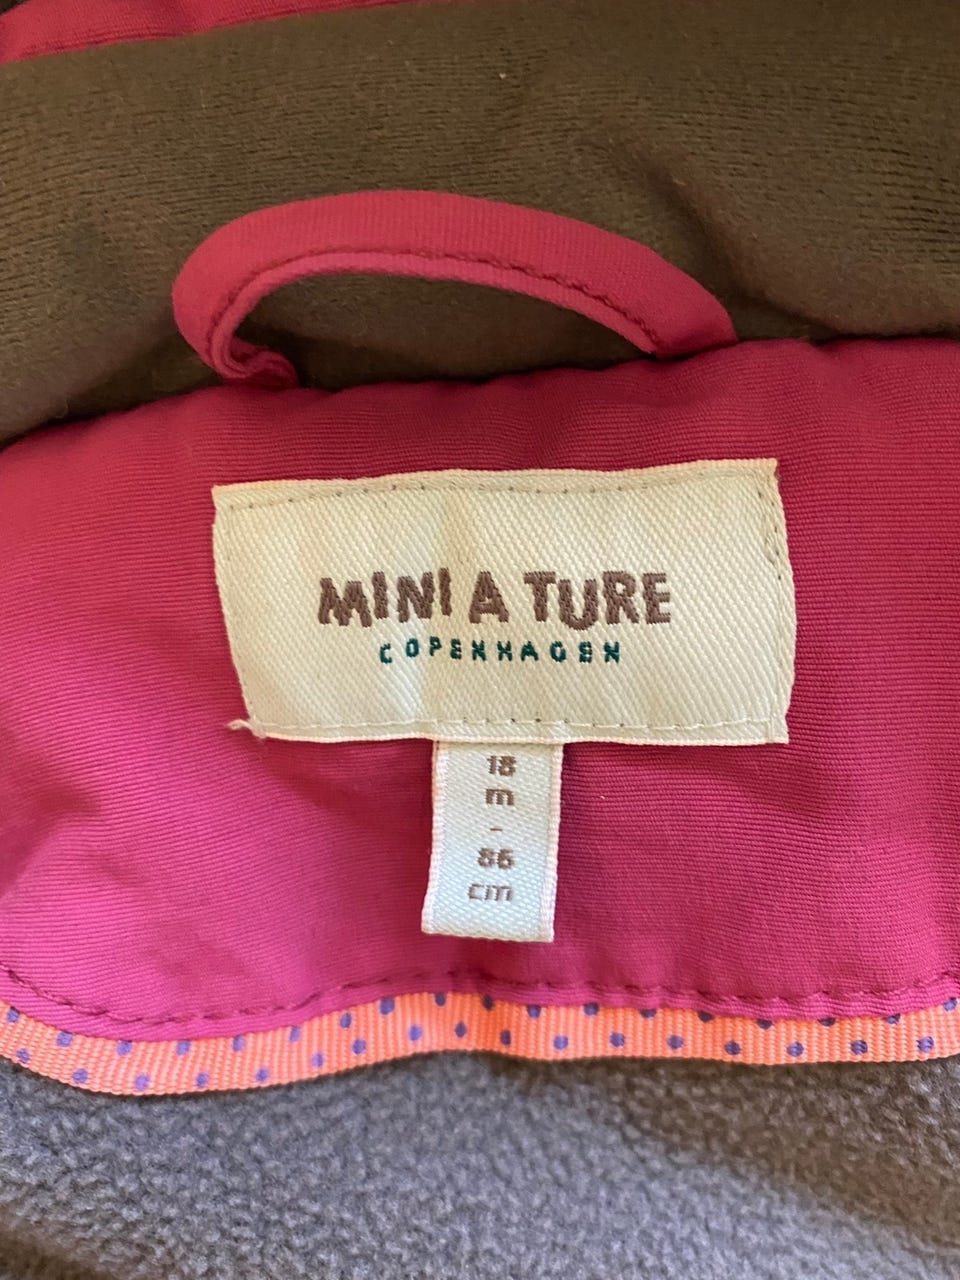 MINI A TURE
COPENHAGEN
18
m
-
86
cm